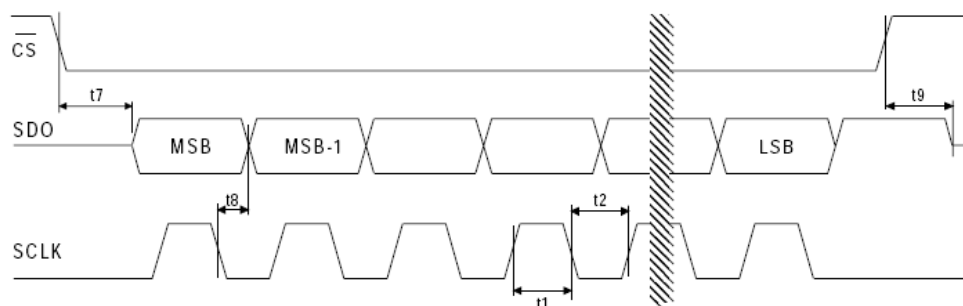 CS
t7
t9
SDO
MSB
MSB-1
LSB
t8
t2
SCLK
t1